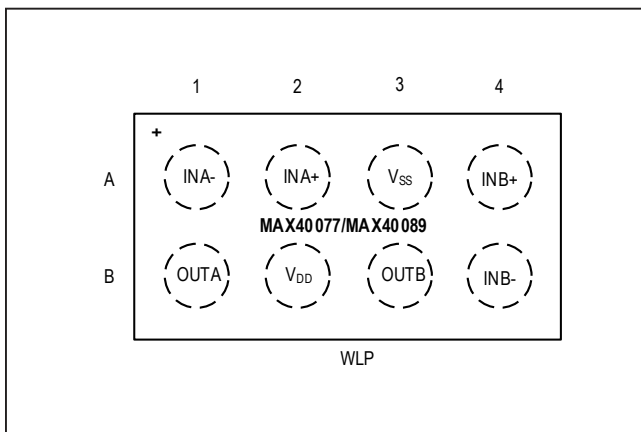 1 2 3 4
+
A INA- INA+ VSS INB+
MAX40077/MAX40089
B OUTA VDD OUTB INB-
WLP